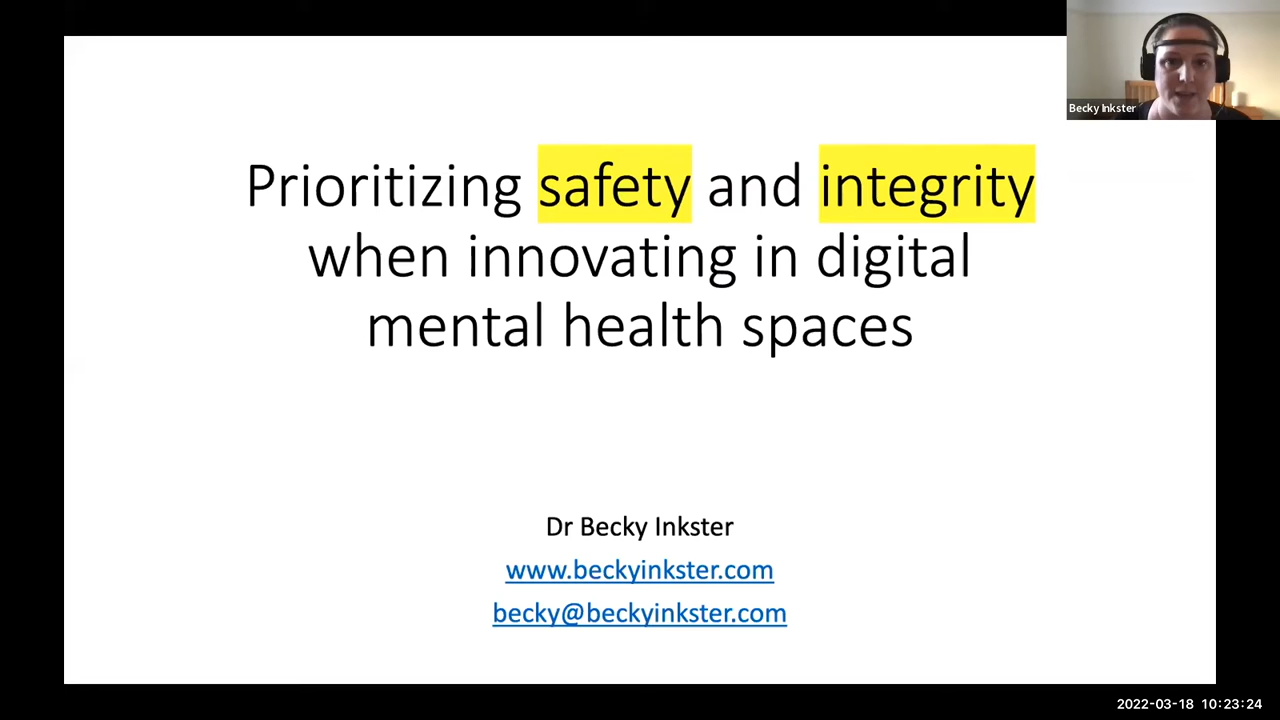 Becky Inkster
Prioritizing safety and integrity
when innovating in digital
mental health spaces
Dr Becky Inkster
www.beckyinkster.com
becky@beckyinkster.com
2022-03-18 10:23:24